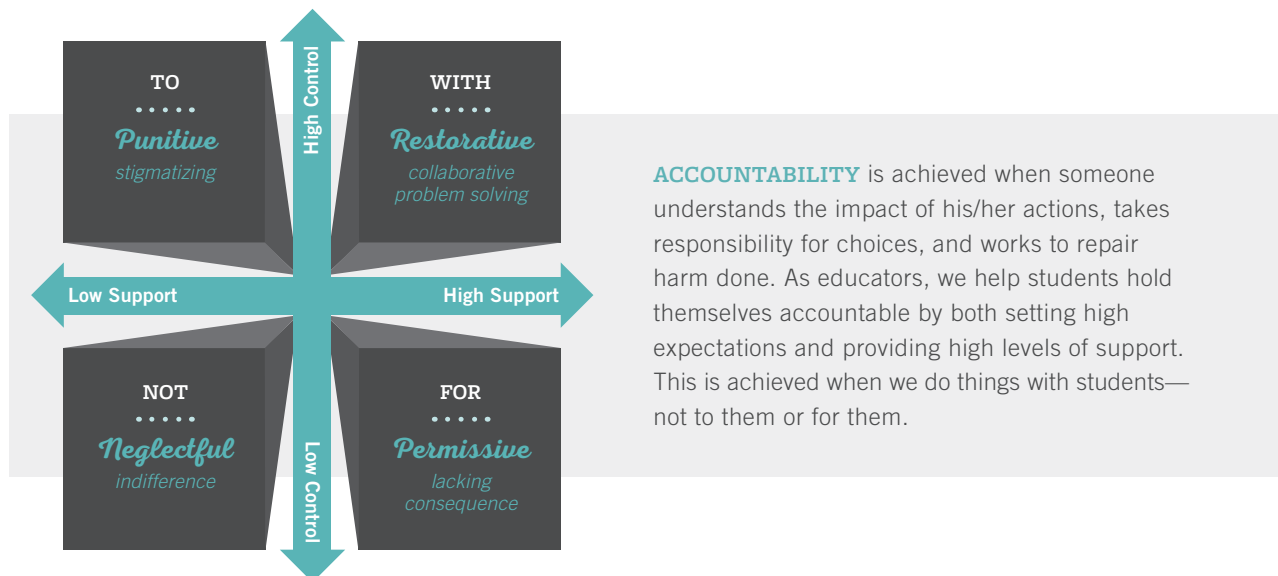 High Control
TO
Punitive
stigmatizing
WITH
Restorative
collaborative
problem solving
Low Support
High Support
NOT
Neglectful
indifference
FOR
Permissive
lacking
consequence
Low Control
ACCOUNTABILITY is achieved when someone
understands the impact of his/her actions, takes
responsibility for choices, and works to repair
harm done. As educators, we help students hold
themselves accountable by both setting high
expectations and providing high levels of support.
This is achieved when we do things with students—
not to them or for them.